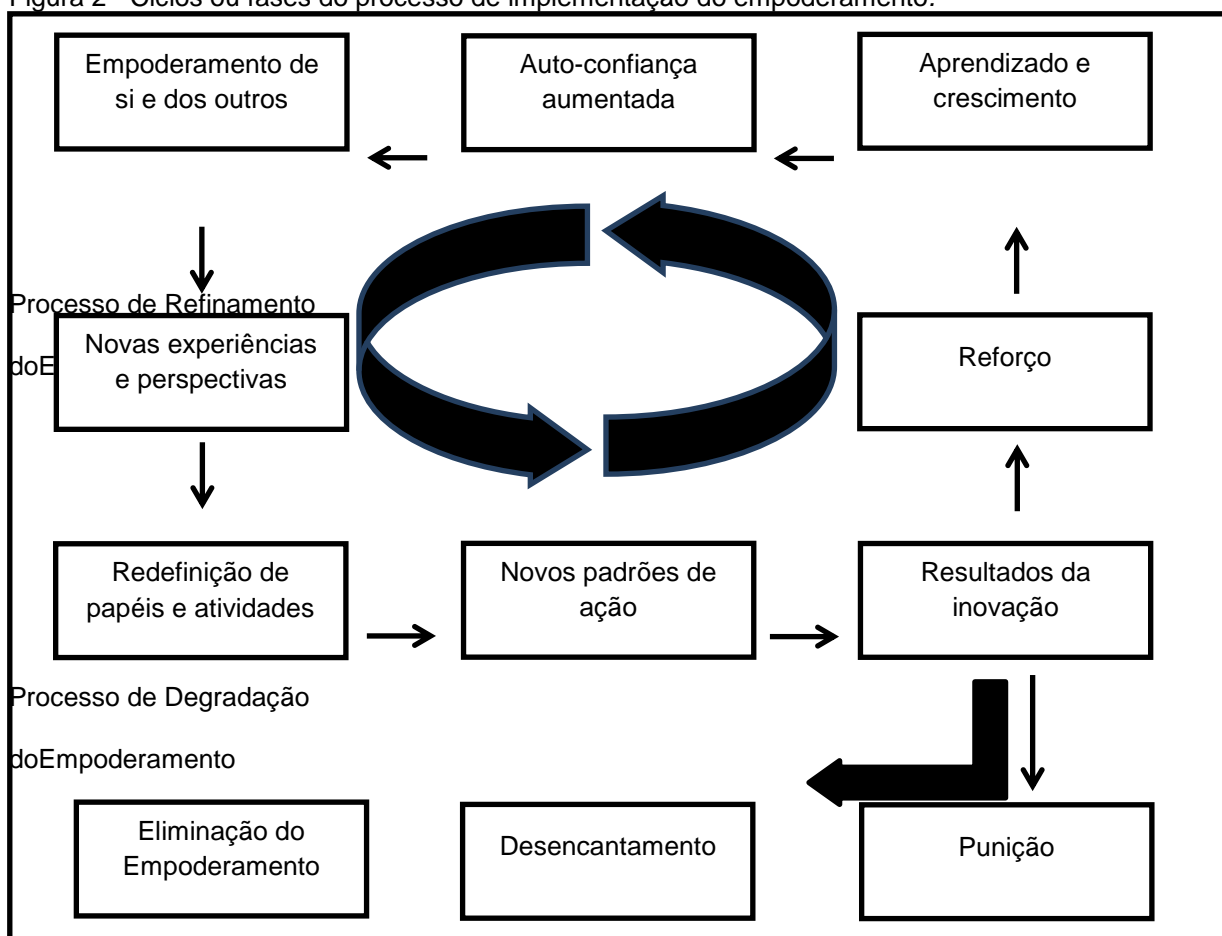 Figura 2 - Ciclos ou fases do processo de implementação do empoderamento.
Empoderamento de
si e dos outros
Auto-confiança
aumentada
Aprendizado e
crescimento
Processo de Refinamento
doE
Novas experiências
e perspectivas
Reforço
Redefinição de
papéis e atividades
Novos padrões de
ação
Resultados da
inovação
Processo de Degradação
doEmpoderamento
Eliminação do
Empoderamento
Desencantamento
Punição